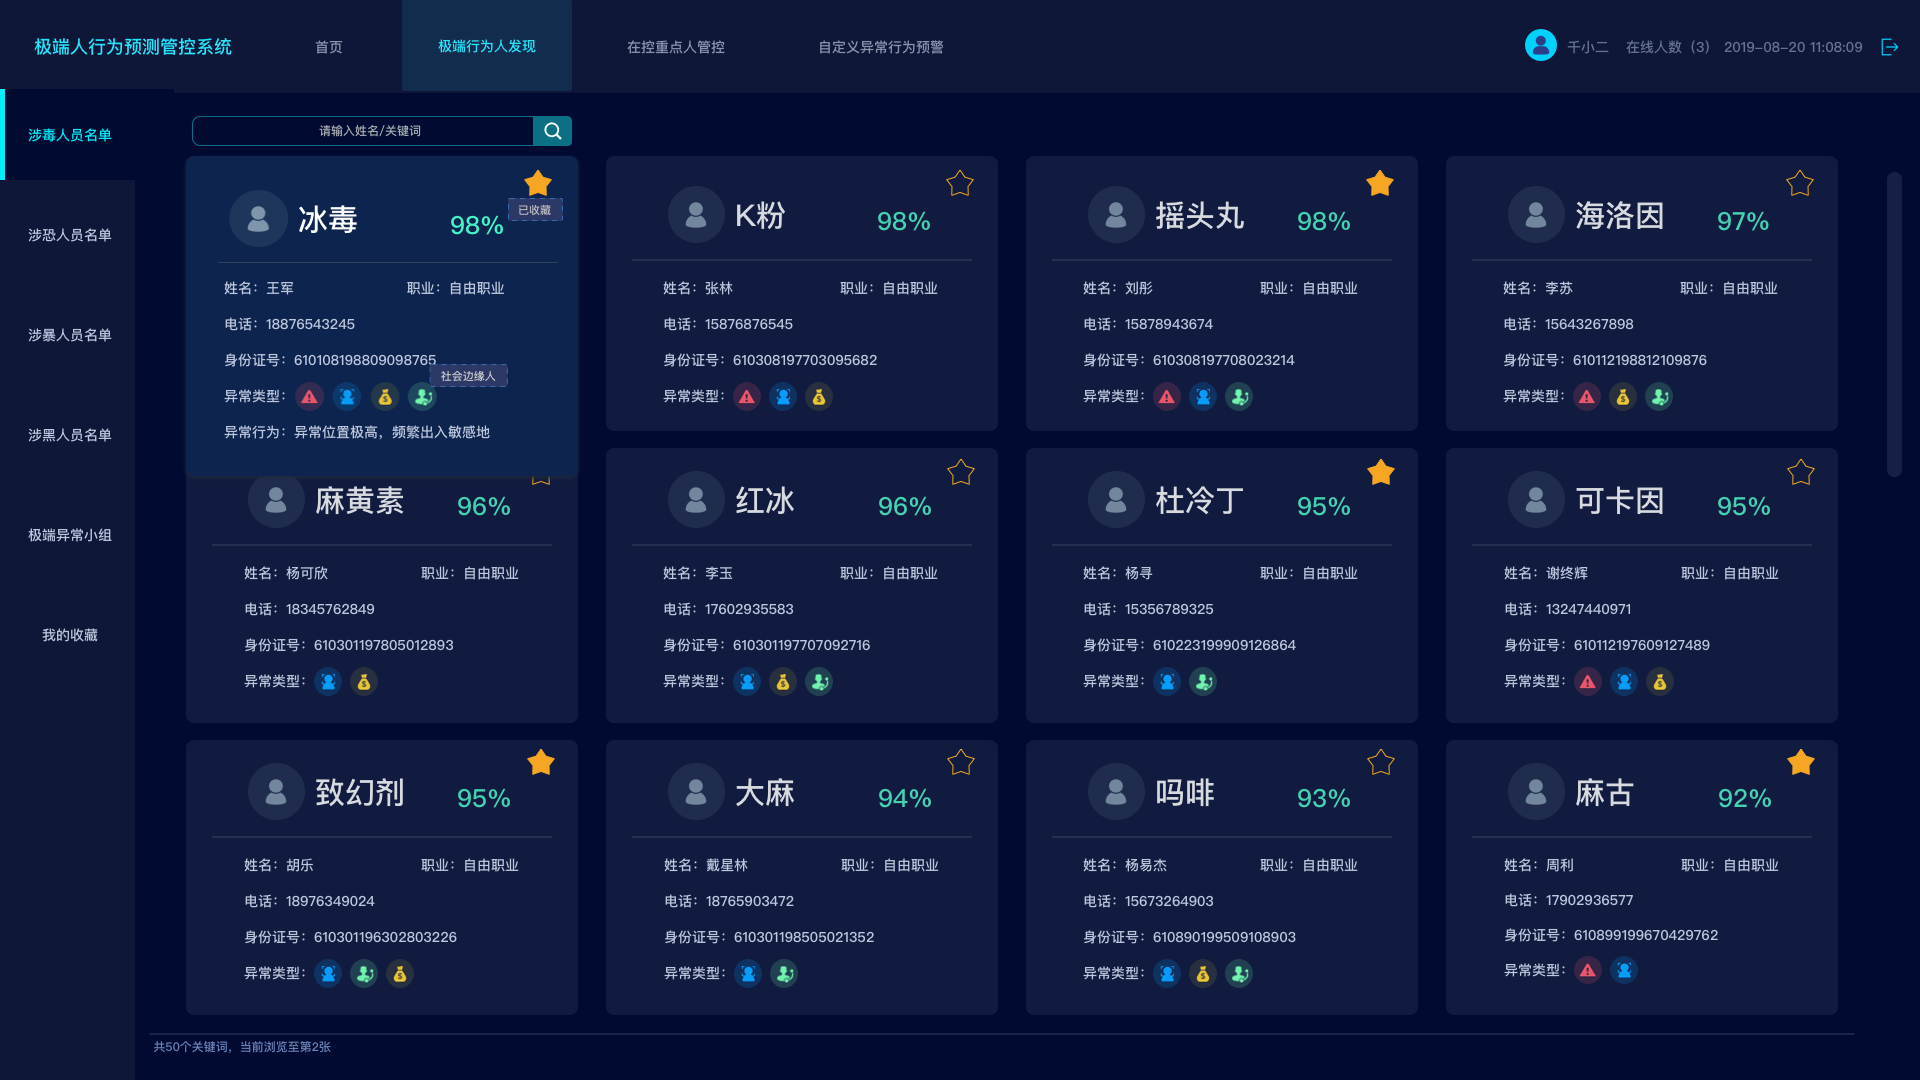 极端人行为预测管控系统
首页
极端行为人发现
在控重点人管控
自定义异常行为预警
千小二
在线人数（3）
2019-08-20 11:08:09
涉毒人员名单
涉恐人员名单
涉暴人员名单
涉黑人员名单
极端异常小组
我的收藏
请输入姓名/关键词
冰毒
98%
已收藏
姓名：王军
职业：自由职业
电话：18876543245
身份证号：610108198809098765
社会边缘人
异常类型：
异常行为：异常位置极高，频繁出入敏感地
K粉
98%
姓名：张林
职业：自由职业
电话：15876876545
身份证号：610308197703095682
异常类型：
摇头丸
98%
姓名：刘彤
职业：自由职业
电话：15878943674
身份证号：610308197708023214
异常类型：
海洛因
97%
姓名：李苏
职业：自由职业
电话：15643267898
身份证号：610112198812109876
异常类型：
麻黄素
96%
姓名：杨可欣
职业：自由职业
电话：18345762849
身份证号：610301197805012893
异常类型：
红冰
96%
姓名：李玉
职业：自由职业
电话：17602935583
身份证号：610301197707092716
异常类型：
杜冷丁
95%
姓名：杨寻
职业：自由职业
电话：15356789325
身份证号：610223199909126864
异常类型：
可卡因
95%
姓名：谢终辉
职业：自由职业
电话：13247440971
身份证号：610112197609127489
异常类型：
致幻剂
95%
姓名：胡乐
职业：自由职业
电话：18976349024
身份证号：610301196302803226
异常类型：
大麻
94%
姓名：戴星林
职业：自由职业
电话：18765903472
身份证号：610301198505021352
异常类型：
吗啡
93%
姓名：杨易杰
职业：自由职业
电话：15673264903
身份证号：610890199509108903
异常类型：
麻古
92%
姓名：周利
职业：自由职业
电话：17902936577
身份证号：610899199670429762
异常类型：
共50个关键词，当前浏览至第2张